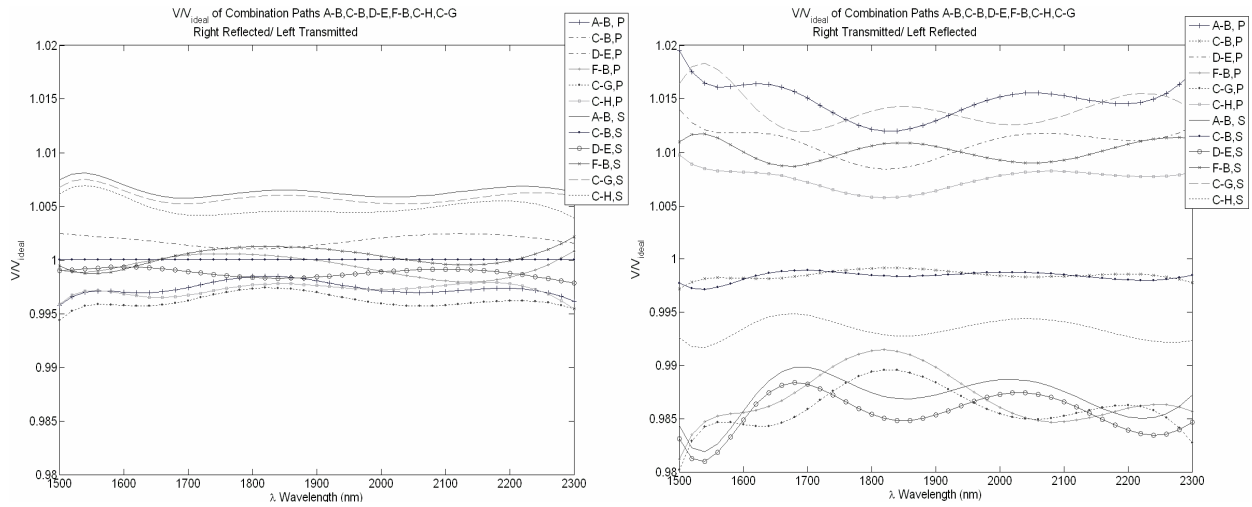 V/V_ideal of Combination Paths A-B,C-B,D-E,F-B,C-H,C-G
Right Reflected/ Left Transmitted
1.02
1.015
1.01
1.005
1
0.995
0.99
0.985
0.98
V/V_ideal
1500
1600
1700
1800
1900
2000
2100
2200
2300
λ Wavelength (nm)
A-B, P
C-B,P
D-E,P
F-B,P
C-G,P
C-H,P
A-B, S
C-B,S
D-E,S
F-B,S
C-G,S
C-H,S
V/V_ideal of Combination Paths A-B,C-B,D-E,F-B,C-H,C-G
Right Transmitted/ Left Reflected
1.02
1.015
1.01
1.005
1
0.995
0.99
0.985
0.98
V/V_ideal
1500
1600
1700
1800
1900
2000
2100
2200
2300
λ Wavelength (nm)
A-B, P
C-B,P
D-E,P
F-B,P
C-G,P
C-H,P
A-B, S
C-B,S
D-E,S
F-B,S
C-G,S
C-H,S